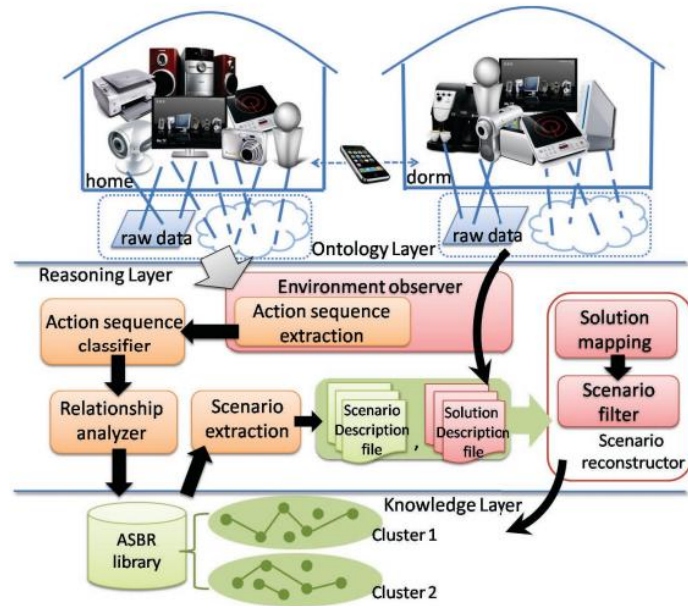 home
dorm
raw data
raw data
Ontology Layer
Reasoning Layer
Environment observer
Action sequence
extraction
Action sequence
classifier
Solution
mapping
Relationship
analyzer
Scenario
extraction
Scenario
Description
file
,
Solution
Description
file
Scenario
filter
Scenario
reconstructor
Knowledge Layer
ASBR
library
Cluster 1
Cluster 2